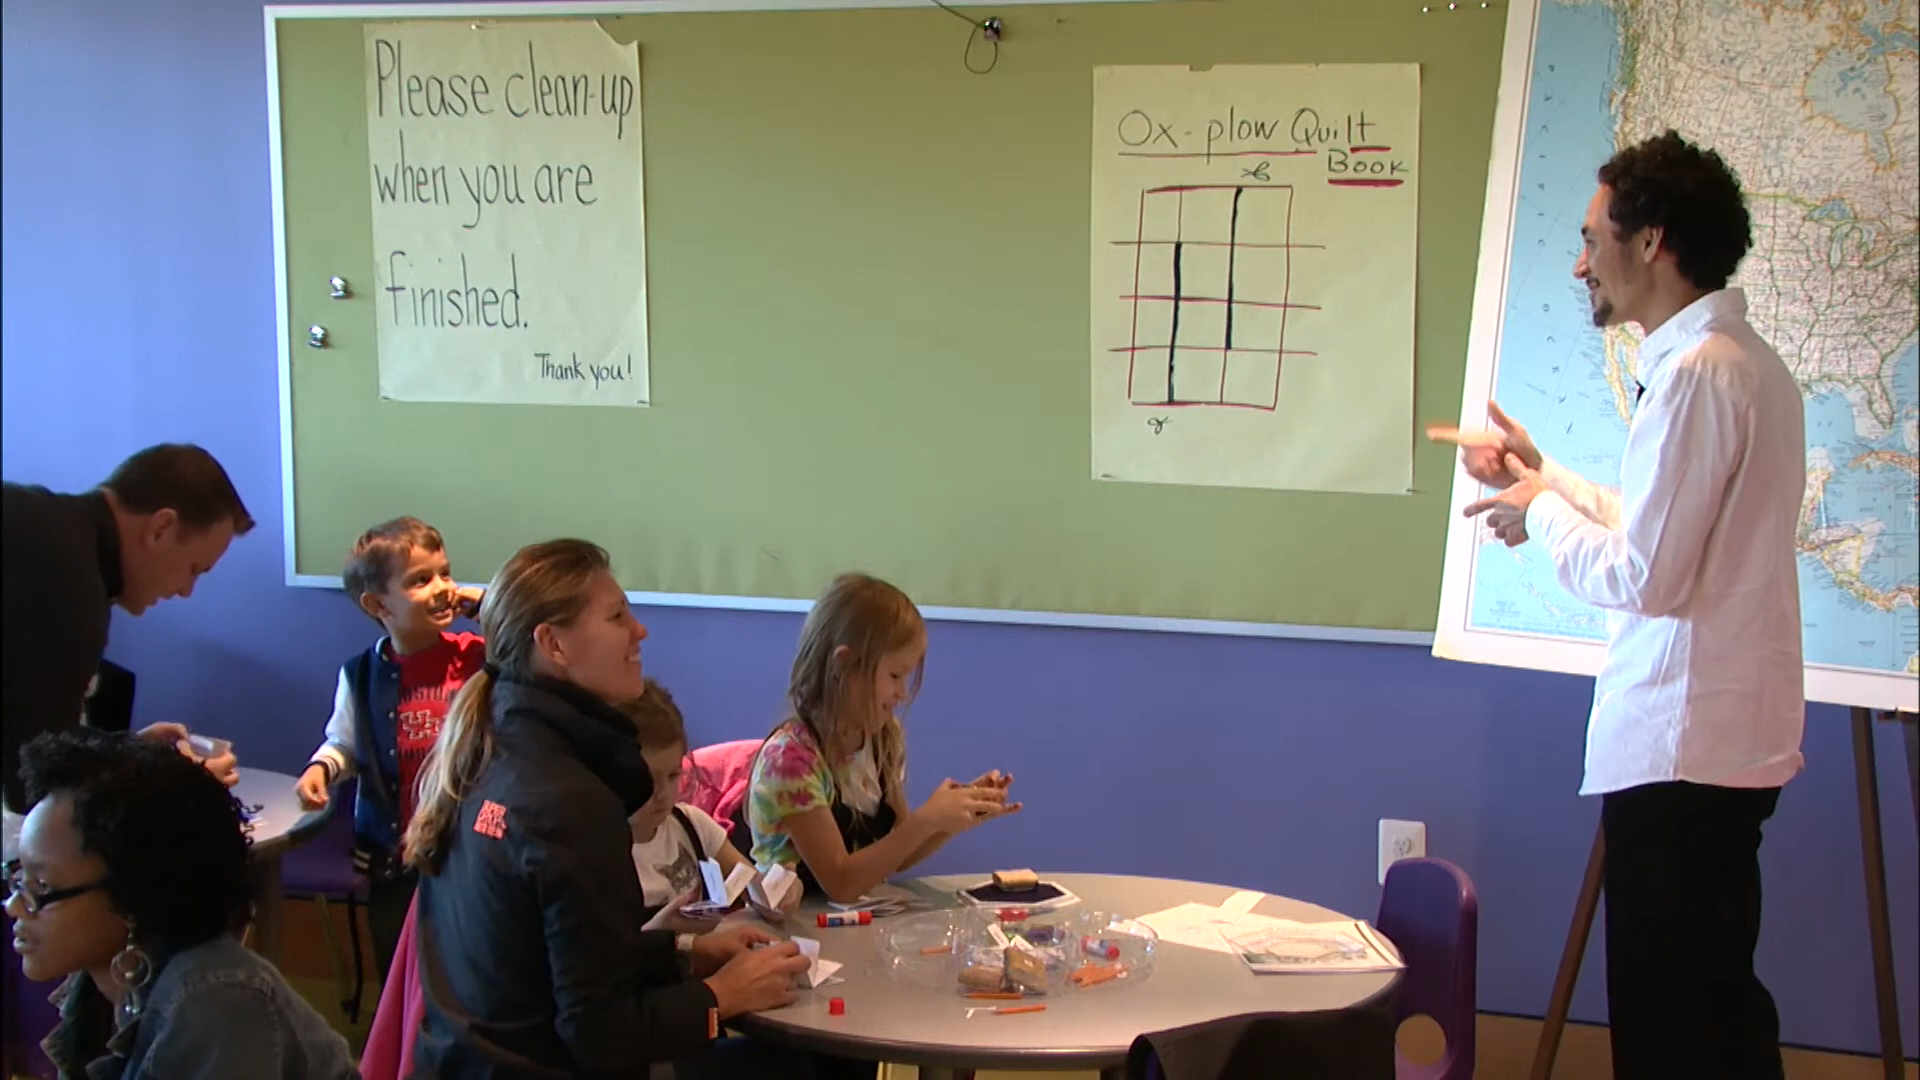 Please clean-up
when you are
finished.
Thank you!
Ox-plow Quilt
Book